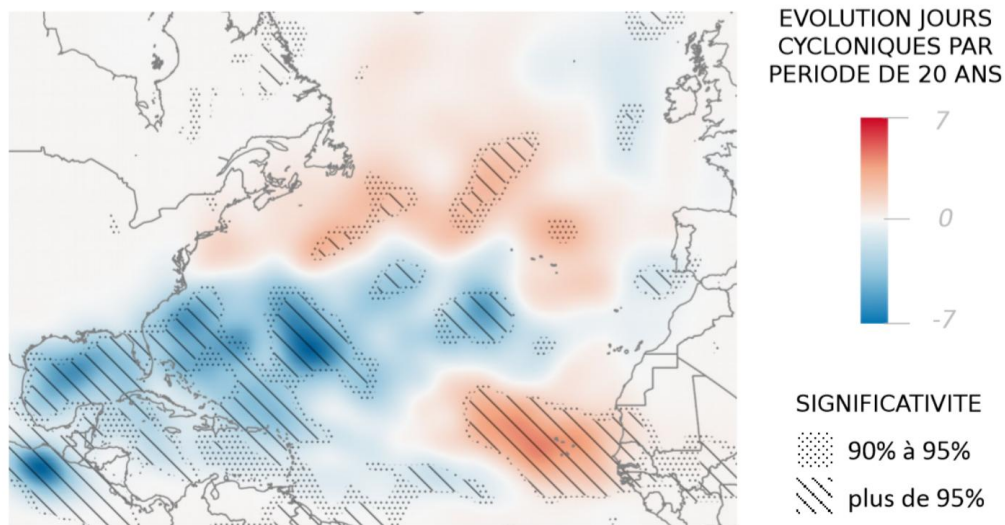 EVOLUTION JOURS
CYCLONIQUES PAR
PERIODE DE 20 ANS
7
0
-7
SIGNIFICATIVITE
90% à 95%
plus de 95%